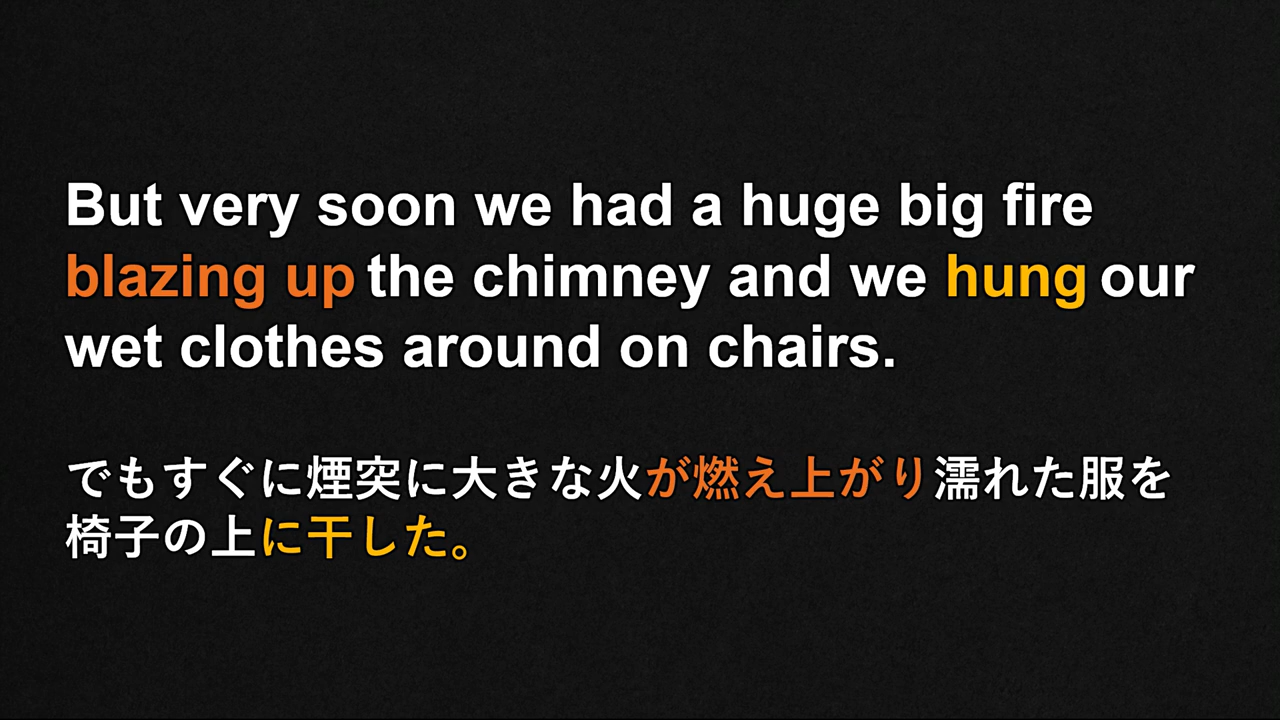 But very soon we had a huge big fire
blazing up the chimney and we hung our
wet clothes around on chairs.
でもすぐに煙突に大きな火が燃え上がり濡れた服を
椅子の上に干した。